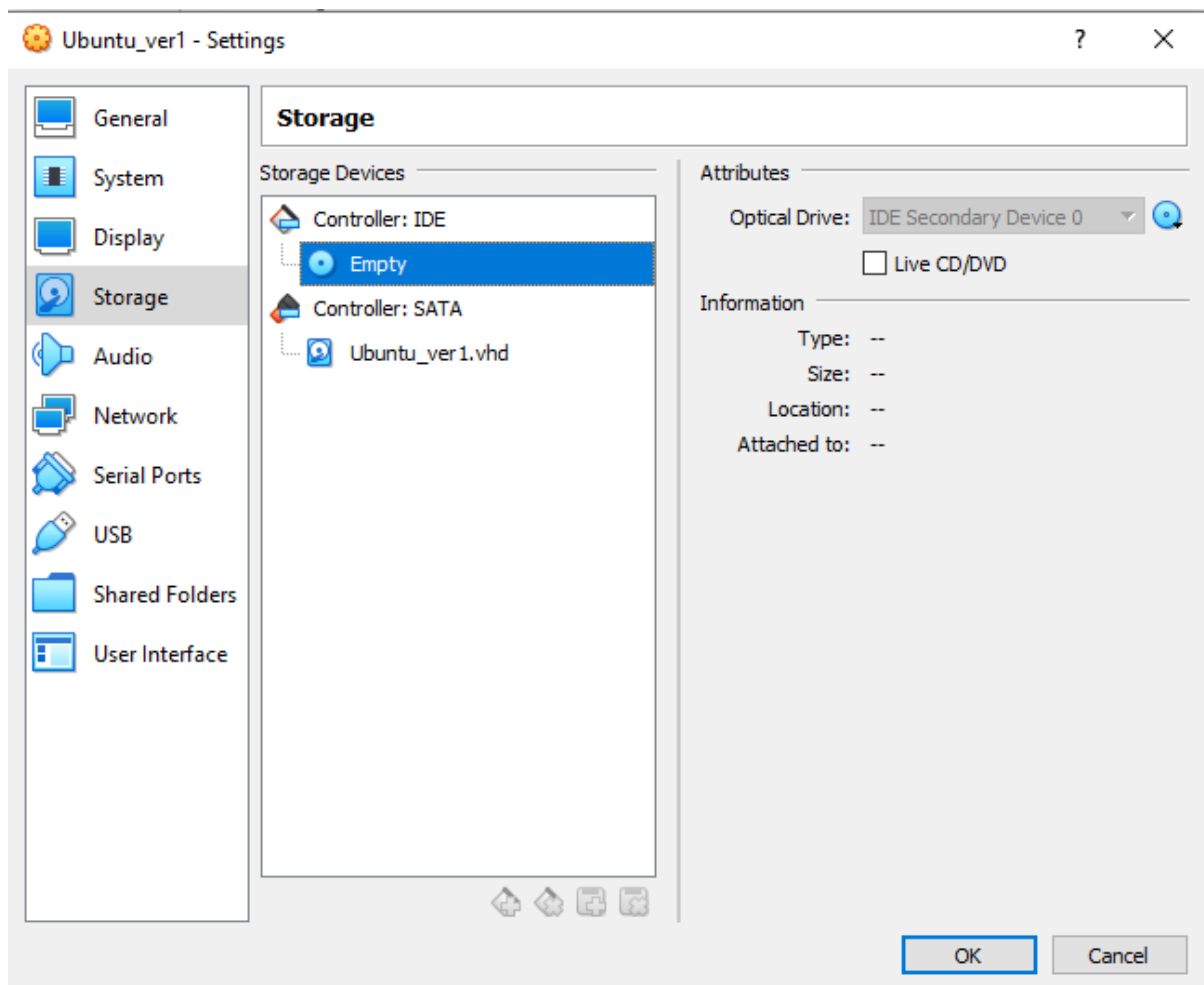 Ubuntu_ver1 - Settings
?
General
System
Display
Storage
Audio
Network
Serial Ports
USB
Shared Folders
User Interface
Storage
Storage Devices
Controller: IDE
Empty
Controller: SATA
Ubuntu_ver1.vhd
Attributes
Optical Drive: IDE Secondary Device 0
Live CD/DVD
Information
Type: --
Size: --
Location: --
Attached to: --
OK Cancel